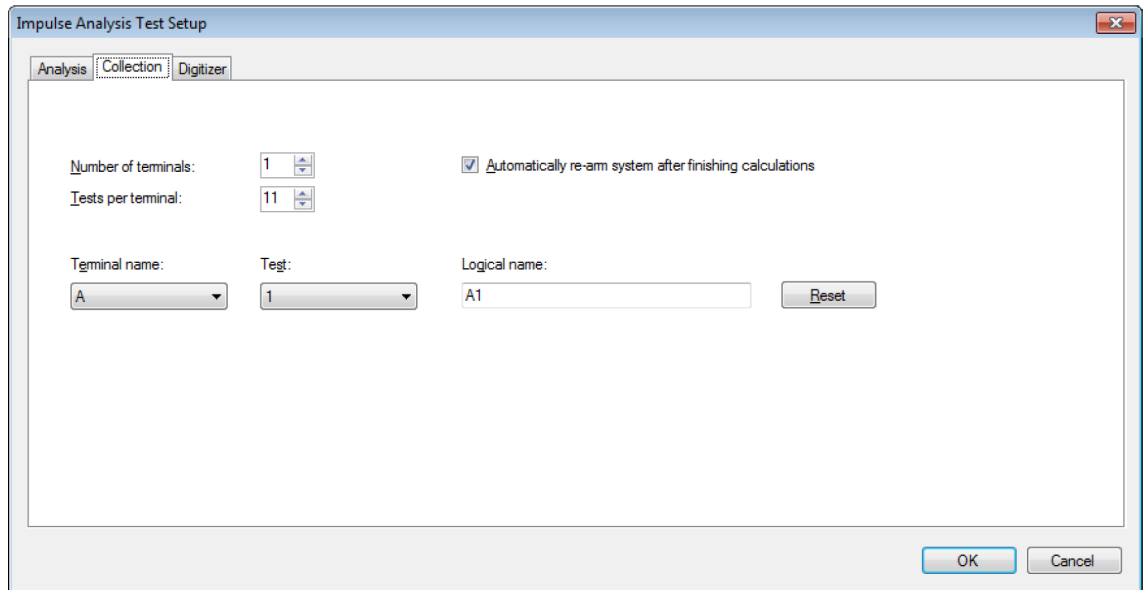 Impulse Analysis Test Setup
Analysis Collection Digitizer
Number of terminals: 1 Automatically re-arm system after finishing calculations
Tests per terminal: 11
Terminal name: Test: Logical name:
A 1 A1 Reset
OK Cancel